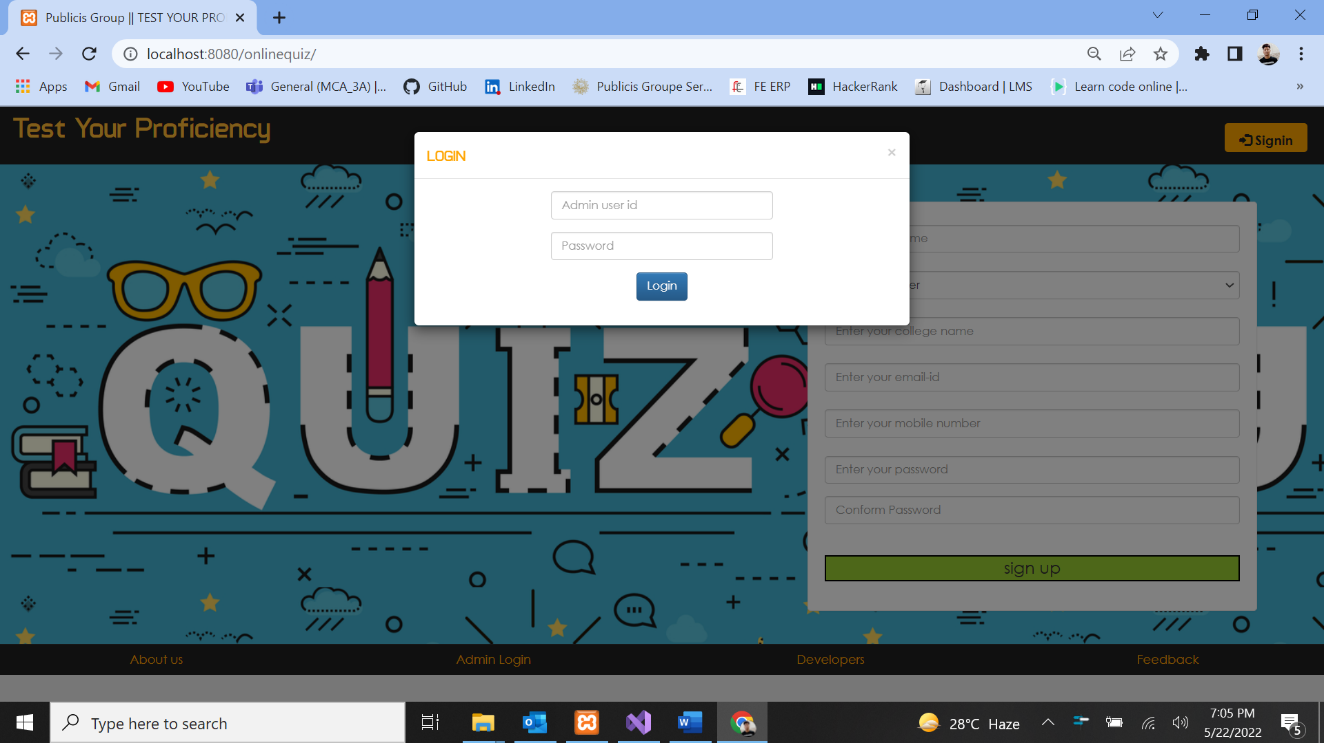 Publicis Group || TEST YOUR PRO
localhost:8080/onlinequiz/
Apps Gmail YouTube General (MCA_3A) |... GitHub LinkedIn Publicis Groupe Ser... FE ERP HackerRank Dashboard | LMS Learn code online |... »
Test Your Proficiency
Signin
LOGIN ×
Admin user id
Password
Login
me
er
Enter your college name
Enter your email-id
Enter your mobile number
Enter your password
Conform Password
sign up
QUIZ
About us Admin Login Developers Feedback
Type here to search
28°C Haze
7:05 PM
5/22/2022
5